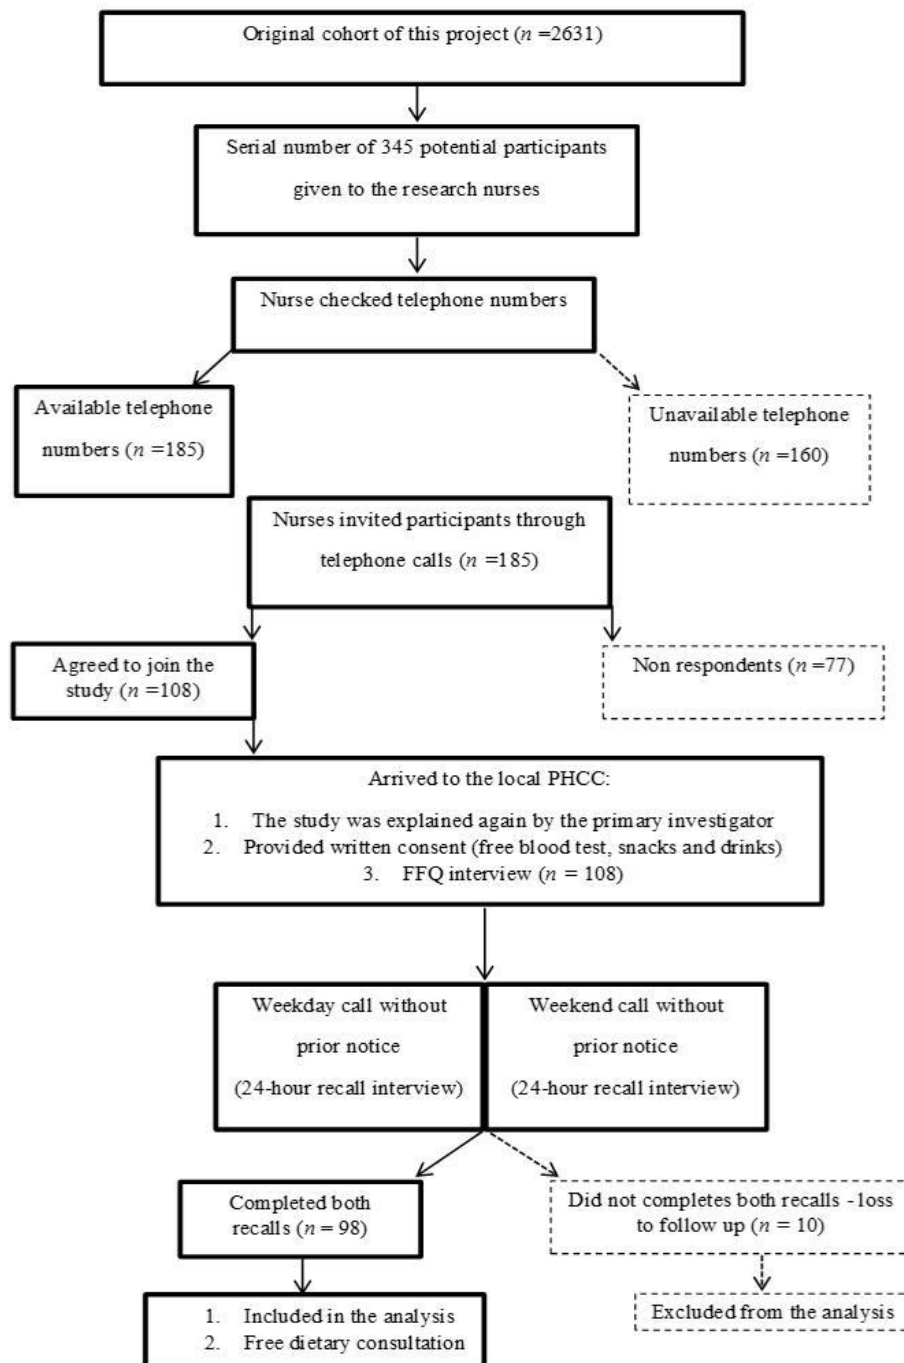 Original cohort of this project (n =2631)
Serial number of 345 potential participants
given to the research nurses
Nurse checked telephone numbers
Available telephone
numbers (n =185)
Unavailable telephone
numbers (n =160)
Nurses invited participants through
telephone calls (n =185)
Agreed to join the
study (n =108)
Non respondents (n =77)
Arrived to the local PHCC:
1. The study was explained again by the primary investigator
2. Provided written consent (free blood test, snacks and drinks)
3. FFQ interview (n = 108)
Weekday call without
prior notice
(24-hour recall interview)
Weekend call without
prior notice
(24-hour recall interview)
Completed both
recalls (n = 98)
Did not completes both recalls - loss
to follow up (n = 10)
1. Included in the analysis
2. Free dietary consultation
Excluded from the analysis